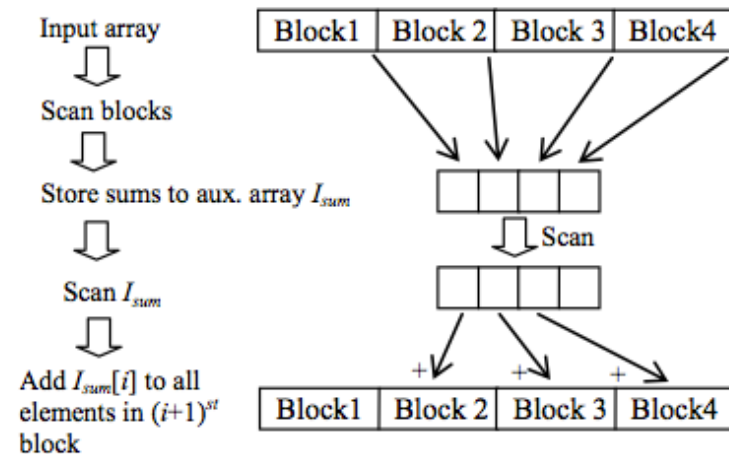 Input array
Scan blocks
Store sums to aux. array I_sum
Scan I_sum
Add I_sum[i] to all
elements in (i+1)^st
block
Block1 Block 2 Block 3 Block4
Scan
+ + +
Block1 Block 2 Block 3 Block4